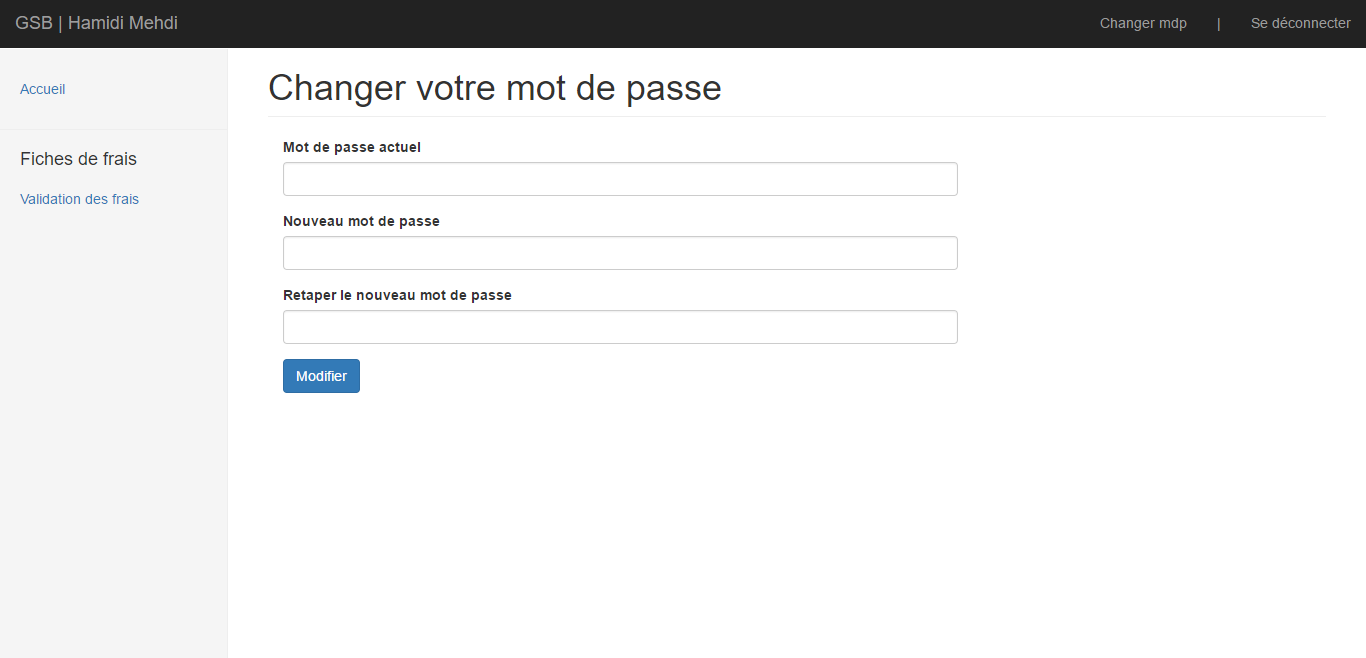 GSB | Hamidi Mehdi
Changer mdp | Se déconnecter
Accueil
Fiches de frais
Validation des frais
Changer votre mot de passe
Mot de passe actuel
Nouveau mot de passe
Retaper le nouveau mot de passe
Modifier